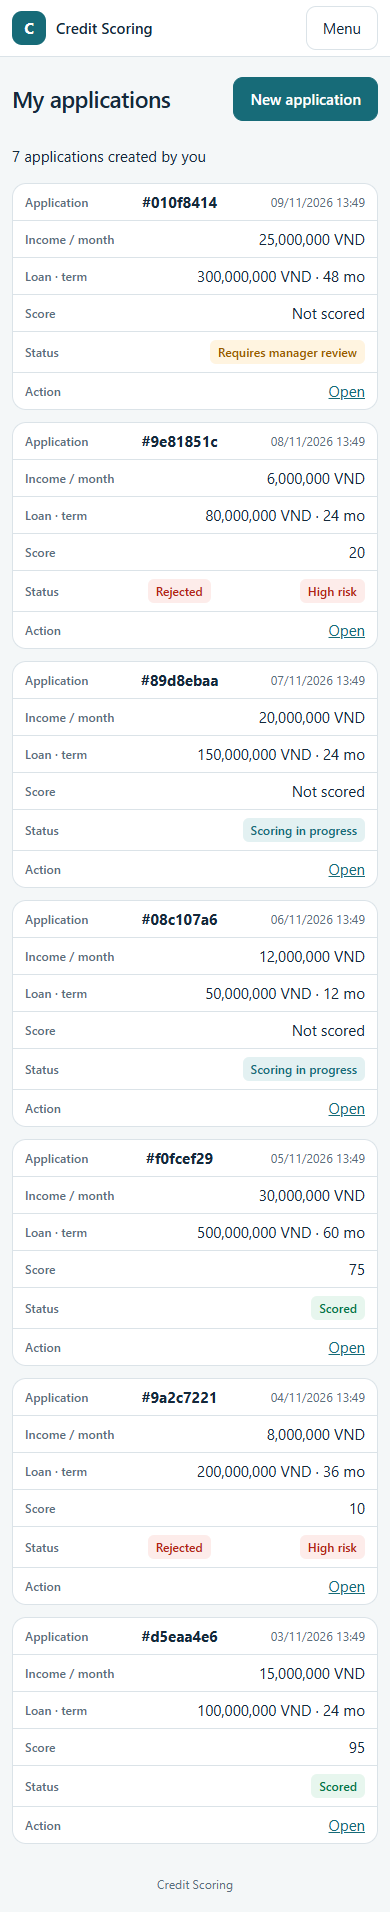 C Credit Scoring Menu
My applications New application
7 applications created by you
Application #010f8414 09/11/2026 13:49
Income / month 25,000,000 VND
Loan · term 300,000,000 VND · 48 mo
Score Not scored
Status Requires manager review
Action Open
Application #9e81851c 08/11/2026 13:49
Income / month 6,000,000 VND
Loan · term 80,000,000 VND · 24 mo
Score 20
Status Rejected High risk
Action Open
Application #89d8ebaa 07/11/2026 13:49
Income / month 20,000,000 VND
Loan · term 150,000,000 VND · 24 mo
Score Not scored
Status Scoring in progress
Action Open
Application #08c107a6 06/11/2026 13:49
Income / month 12,000,000 VND
Loan · term 50,000,000 VND · 12 mo
Score Not scored
Status Scoring in progress
Action Open
Application #f0fcef29 05/11/2026 13:49
Income / month 30,000,000 VND
Loan · term 500,000,000 VND · 60 mo
Score 75
Status Scored
Action Open
Application #9a2c7221 04/11/2026 13:49
Income / month 8,000,000 VND
Loan · term 200,000,000 VND · 36 mo
Score 10
Status Rejected High risk
Action Open
Application #d5eaa4e6 03/11/2026 13:49
Income / month 15,000,000 VND
Loan · term 100,000,000 VND · 24 mo
Score 95
Status Scored
Action Open
Credit Scoring